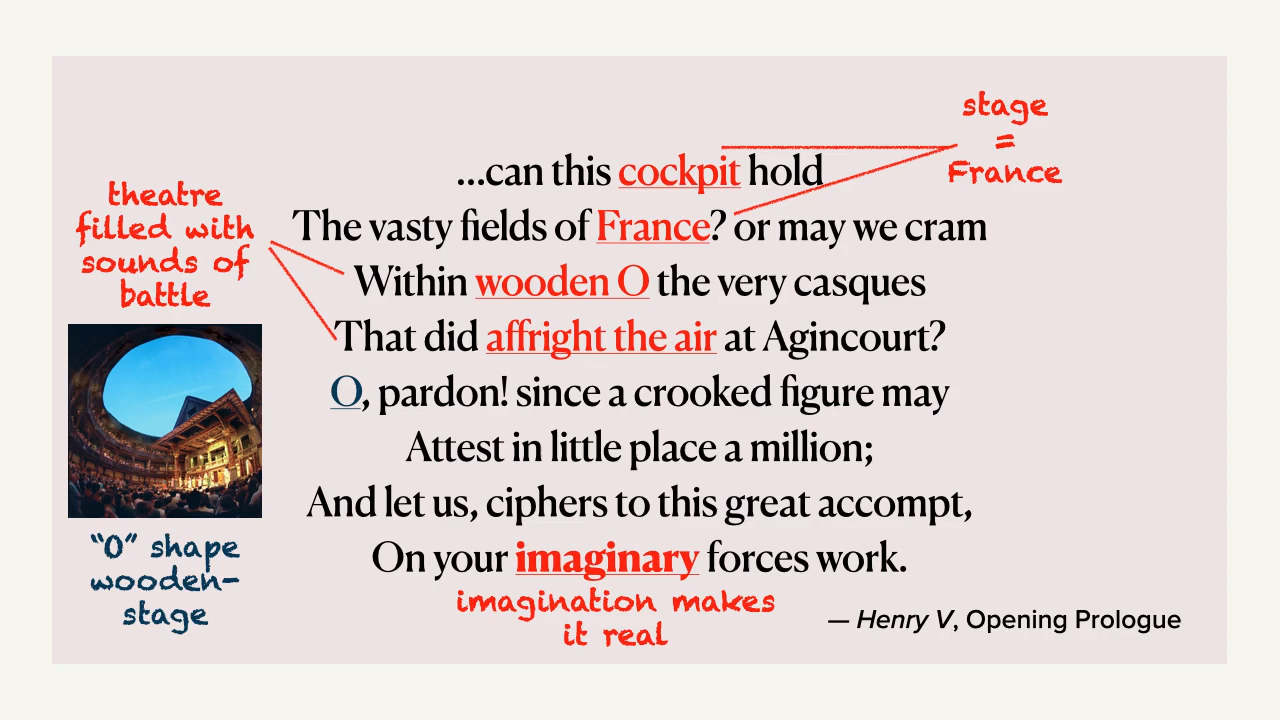 stage
=
France
...can this cockpit hold
The vasty fields of France? or may we cram
Within wooden O the very casques
That did affright the air at Agincourt?
O, pardon! since a crooked figure may
Attest in little place a million;
And let us, ciphers to this great accompt,
On your imaginary forces work.
theatre
filled with
sounds of
battle
"O" shape
wooden-
stage
imagination makes
it real
— Henry V, Opening Prologue